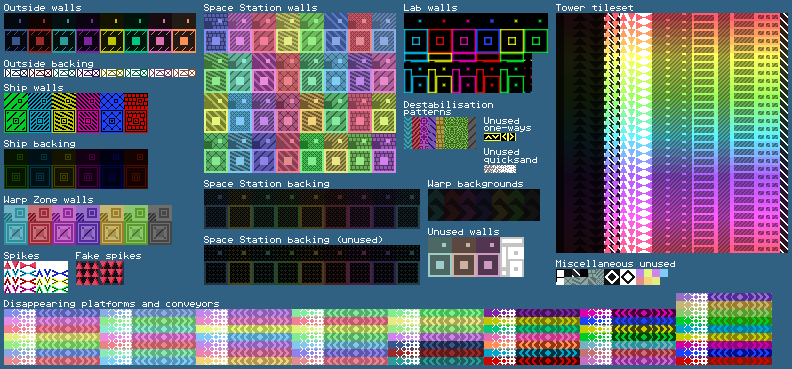 Outside walls
Space Station walls
Lab walls
Tower tileset
Outside backing
Ship walls
Destabilisation
patterns
Unused
one-ways
Ship backing
Unused
quicksand
Space Station backing
Warp backgrounds
Warp Zone walls
Unused walls
Space Station backing (unused)
Spikes
Fake spikes
Miscellaneous unused
Disappearing platforms and conveyors